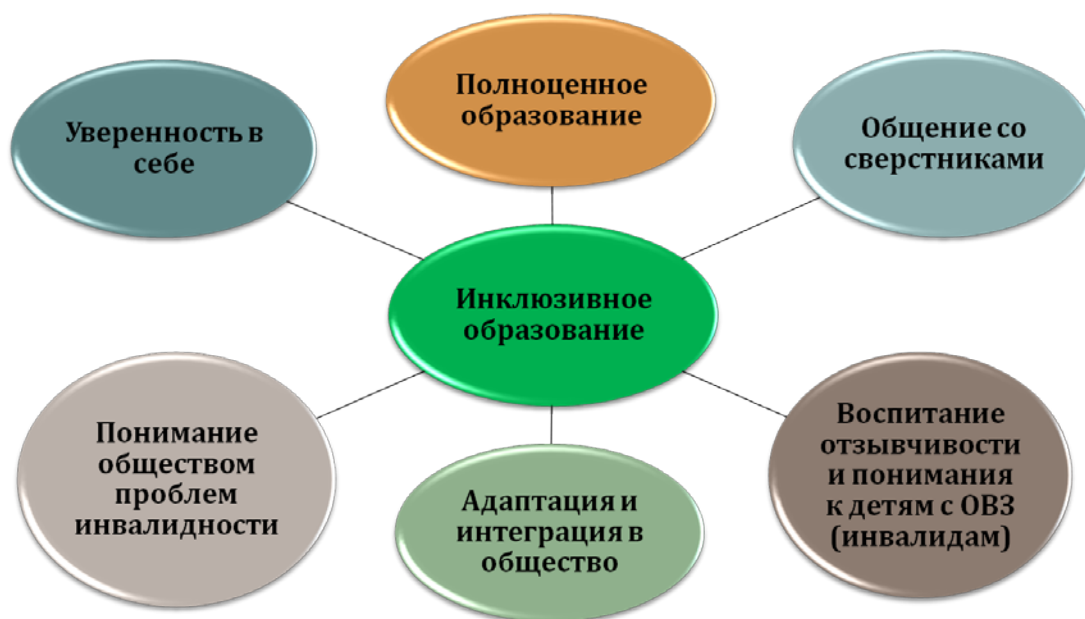 Полноценное
образование
Уверенность в
себе
Общение со
сверстниками
Инклюзивное
образование
Понимание
обществом
проблем
инвалидности
Адаптация и
интеграция в
общество
Воспитание
отзывчивости
и понимания
к детям с ОВЗ
(инвалидам)